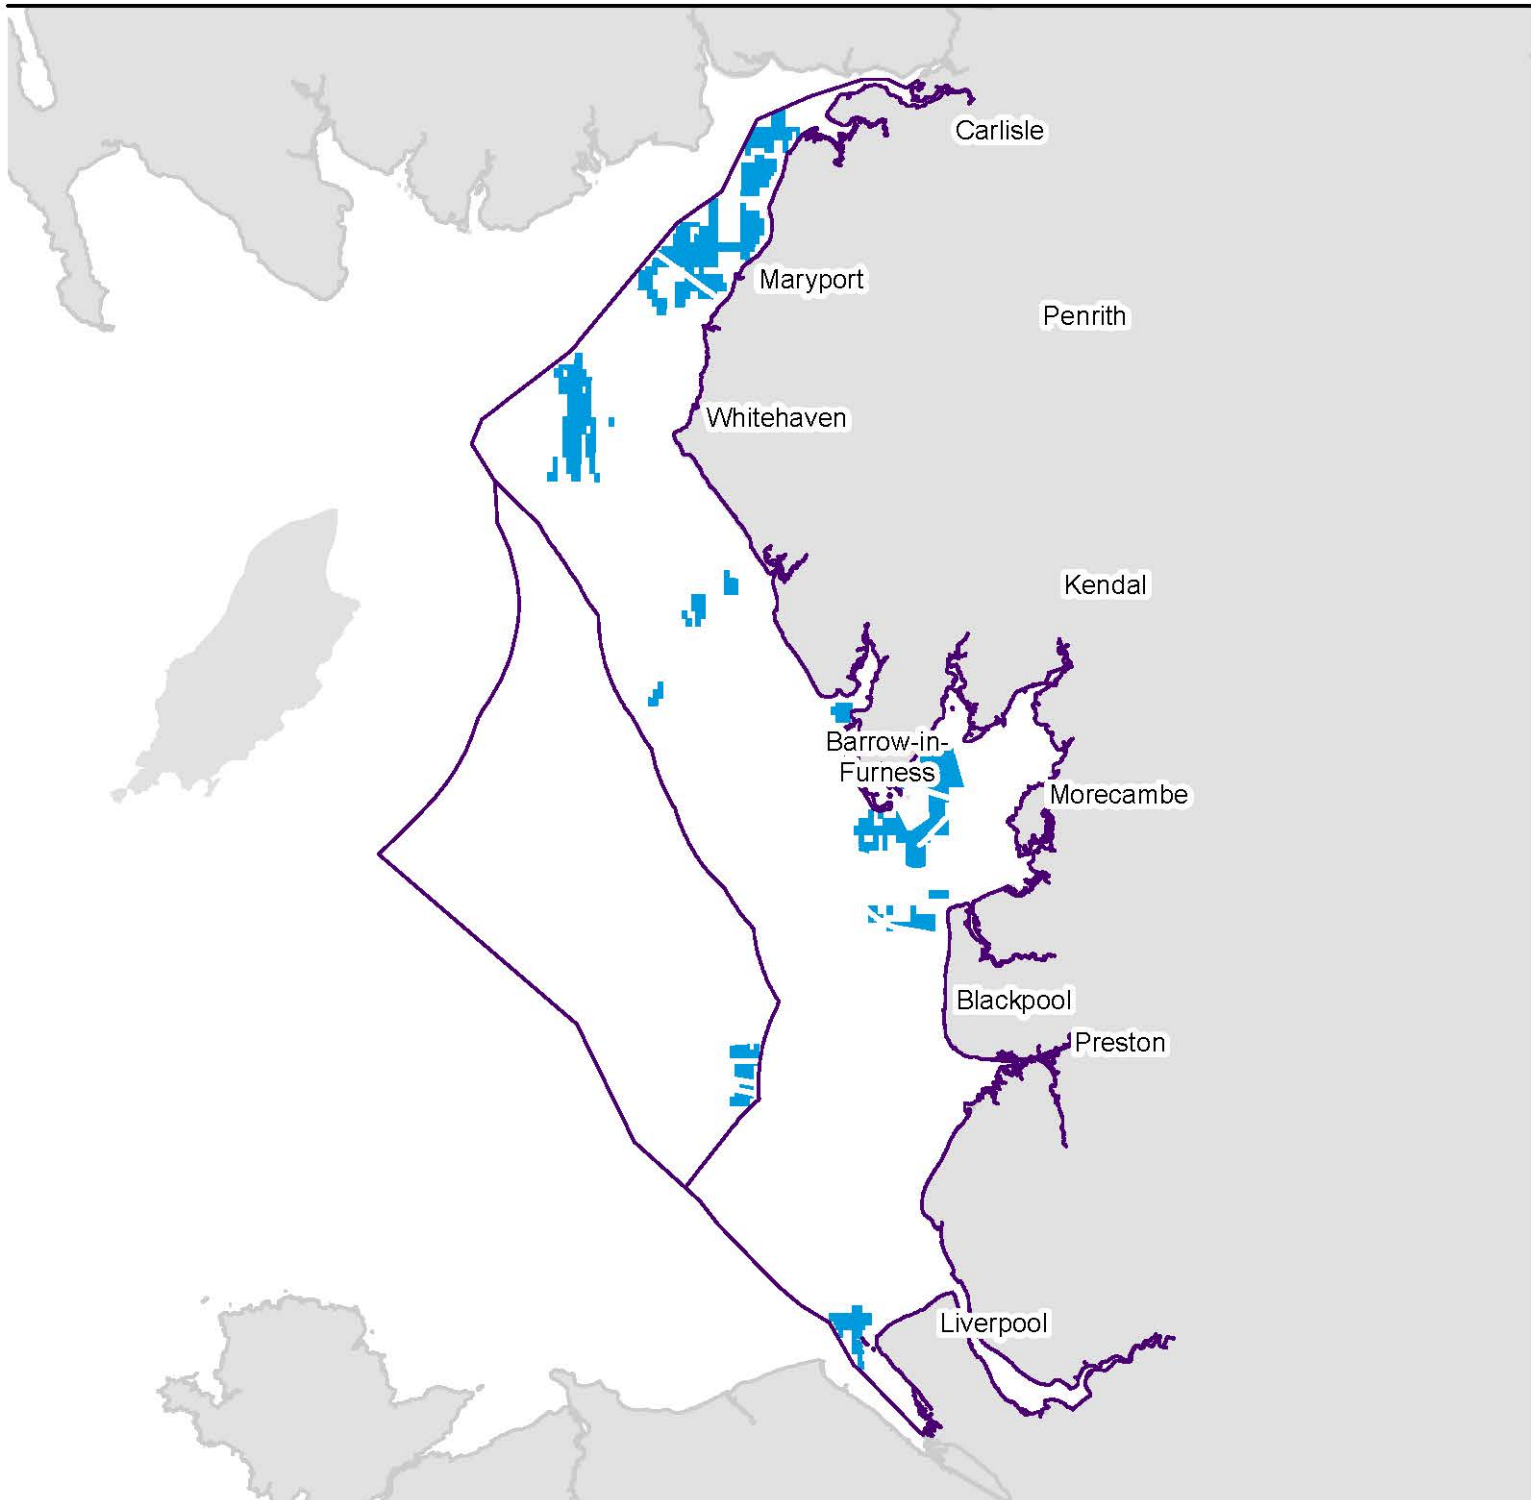 Carlisle
Maryport
Penrith
Whitehaven
Kendal
Barrow-in-
Furness
Morecambe
Blackpool
Preston
Liverpool